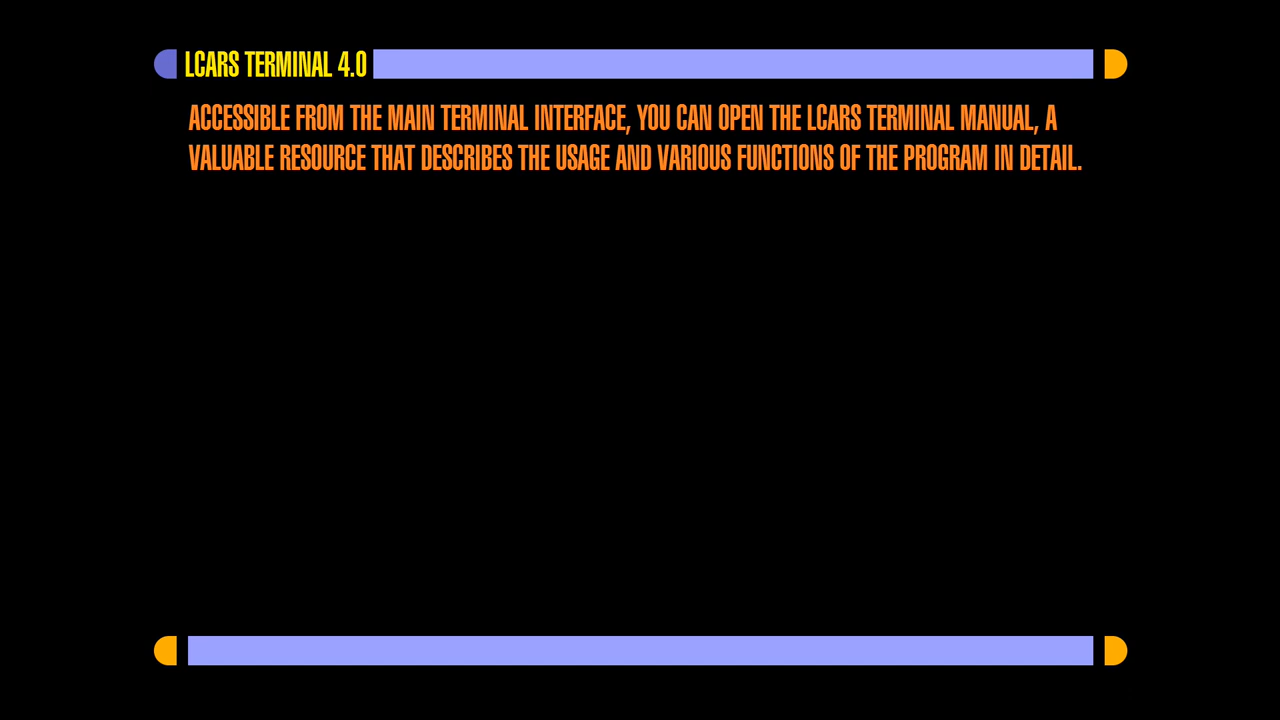 LCARS TERMINAL 4.0
ACCESSIBLE FROM THE MAIN TERMINAL INTERFACE, YOU CAN OPEN THE LCARS TERMINAL MANUAL, A
VALUABLE RESOURCE THAT DESCRIBES THE USAGE AND VARIOUS FUNCTIONS OF THE PROGRAM IN DETAIL.